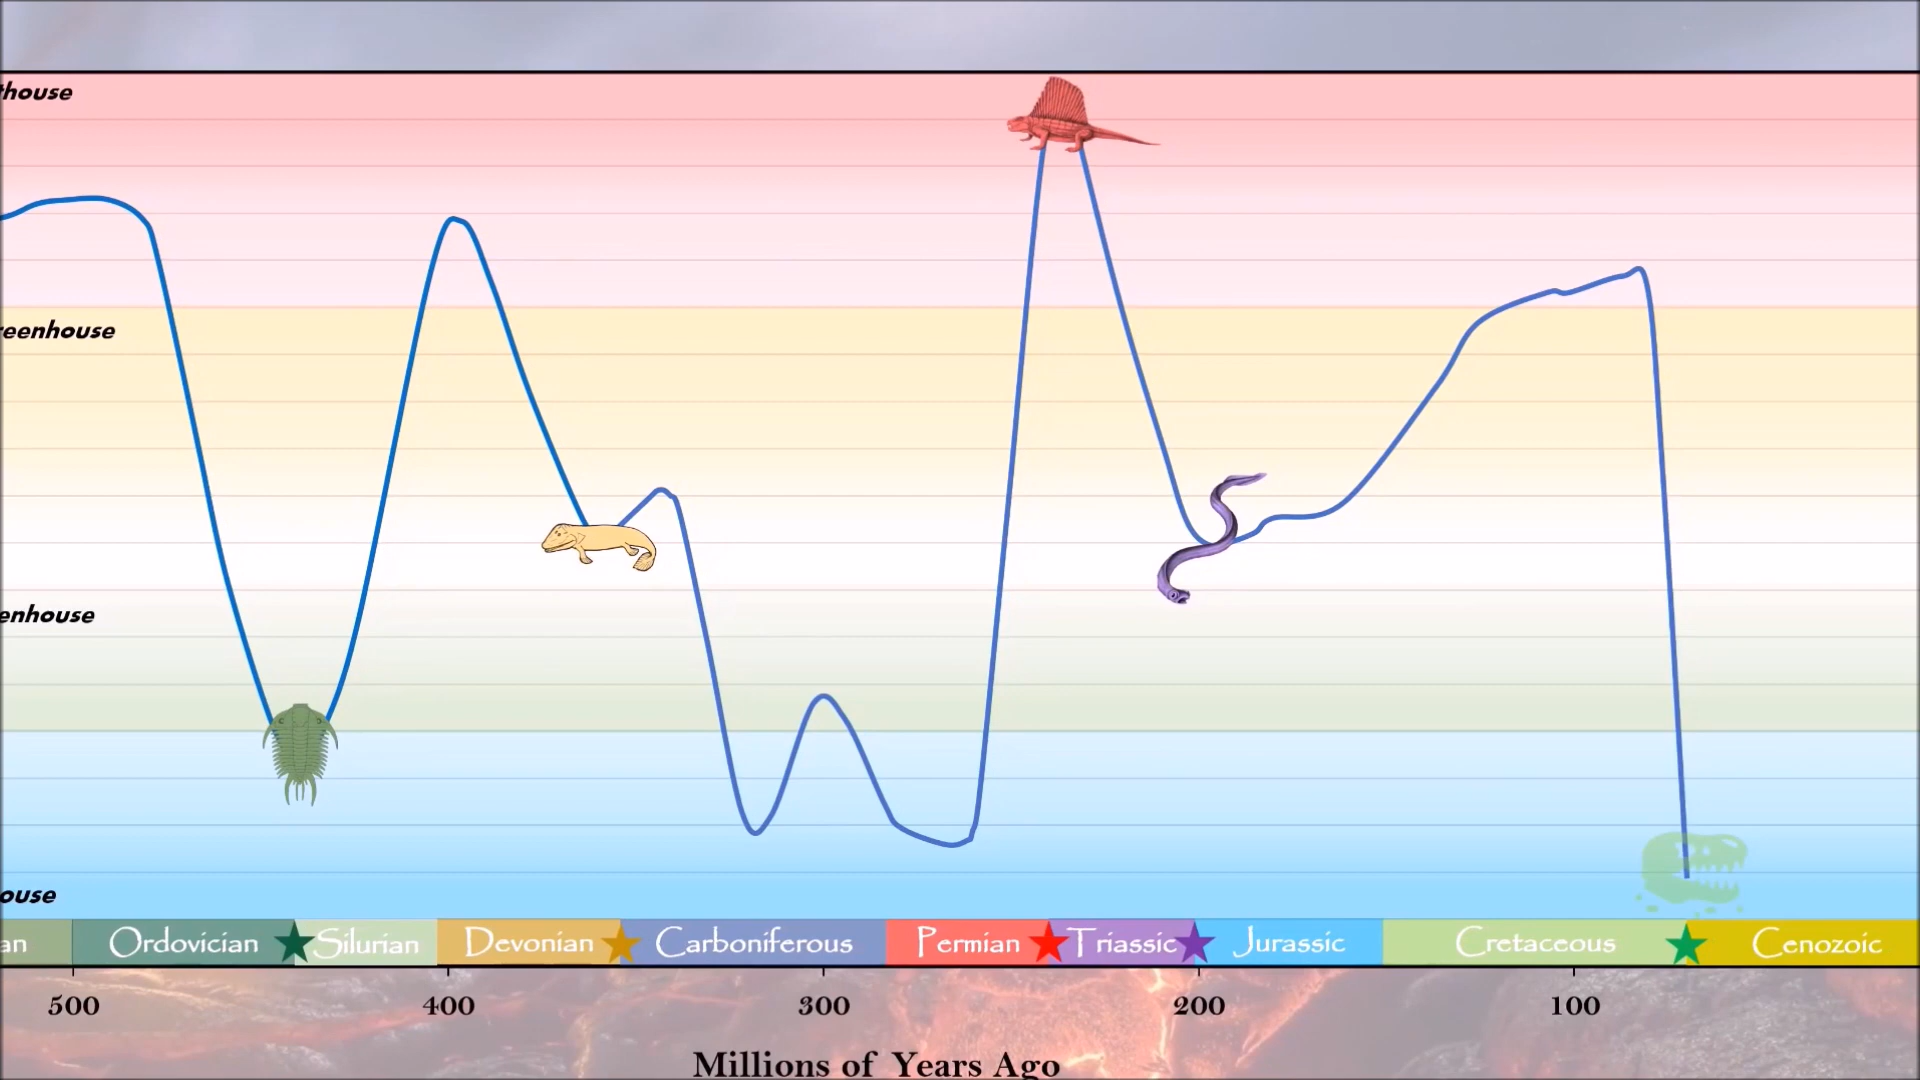 thouse
reenhouse
enhouse
ouse
an Ordovician Silurian Devonian Carboniferous Permian Triassic Jurassic Cretaceous Cenozoic
500 400 300 200 100
Millions of Years Ago